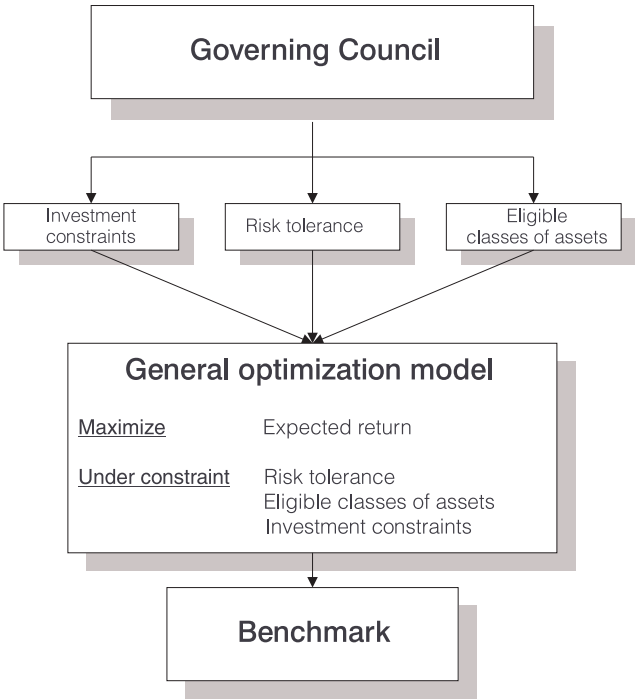 Governing Council
Investment
constraints
Risk tolerance
Eligible
classes of assets
General optimization model
Maximize Expected return
Under constraint Risk tolerance
Eligible classes of assets
Investment constraints
Benchmark